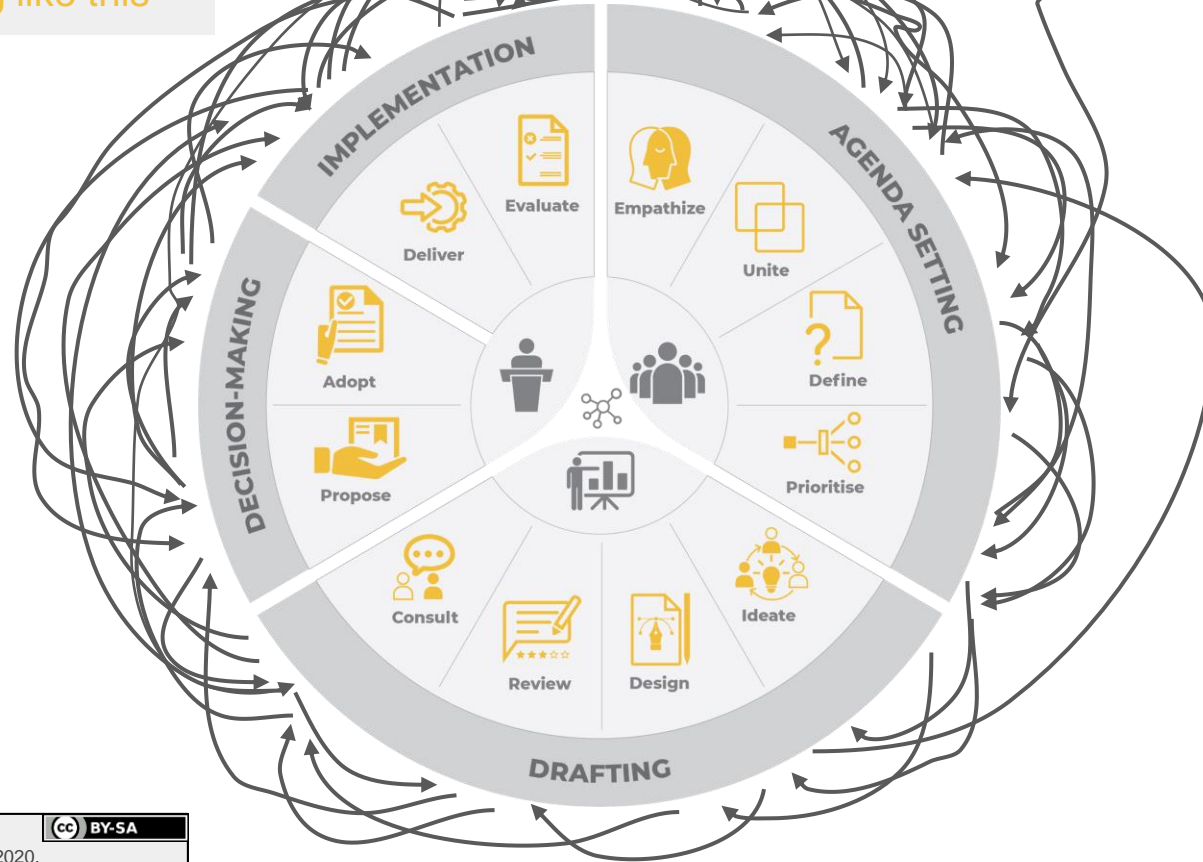 like this
IMPLEMENTATION
AGENDA SETTING
DECISION-MAKING
DRAFTING
Evaluate
Empathize
Deliver
Unite
Adopt
Define
?
Propose
Prioritise
Consult
Ideate
Review
Design
cc BY-SA
2020.